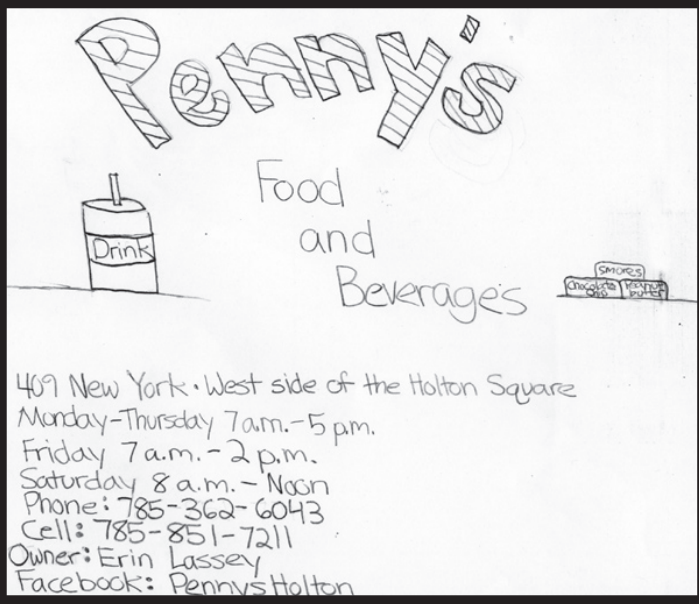 Penny's
Food
and
Beverages
Drink
Smores
Chocolate Chip Peanut butter
409 New York • West side of the Holton Square
Monday-Thursday 7 a.m.-5 p.m.
Friday 7 a.m.-2 p.m.
Saturday 8 a.m.-Noon
Phone: 785-362-6043
Cell: 785-851-7211
Owner: Erin Lassey
Facebook: PennysHolton